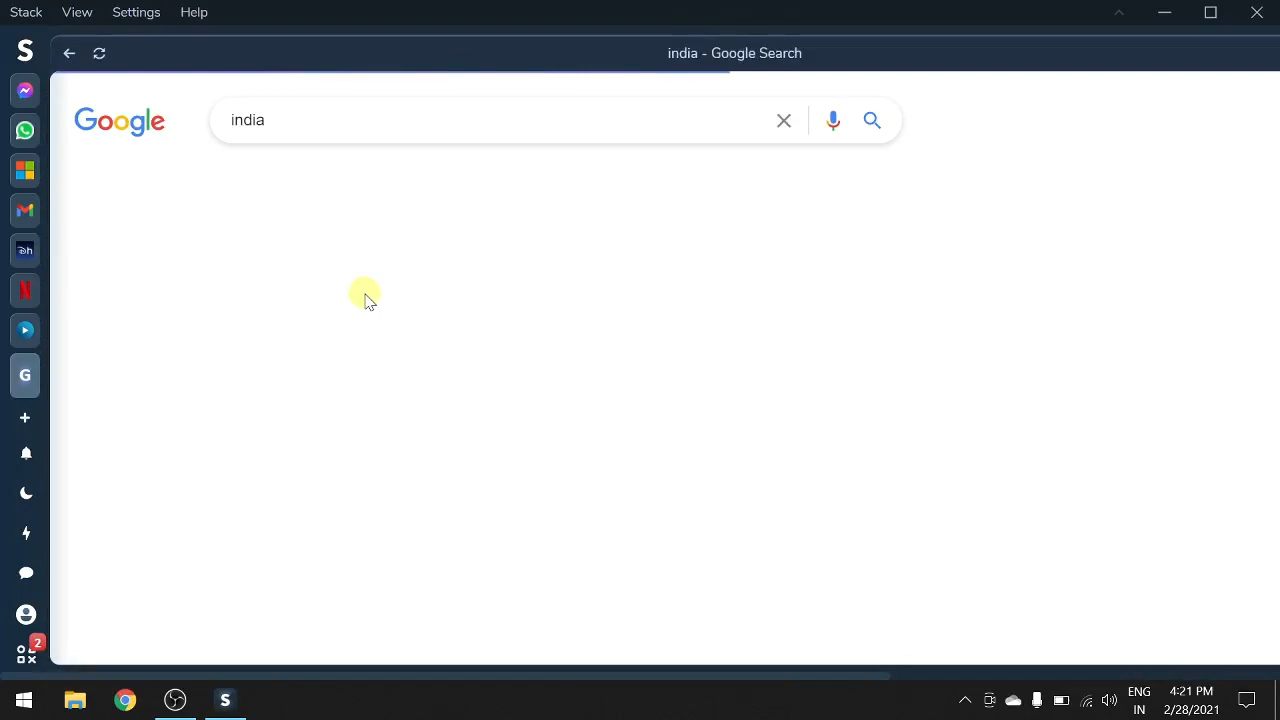 Stack View Settings Help
S
india - Google Search
Google
india
h
N
G
2
S
ENG
IN
4:21 PM
2/28/2021